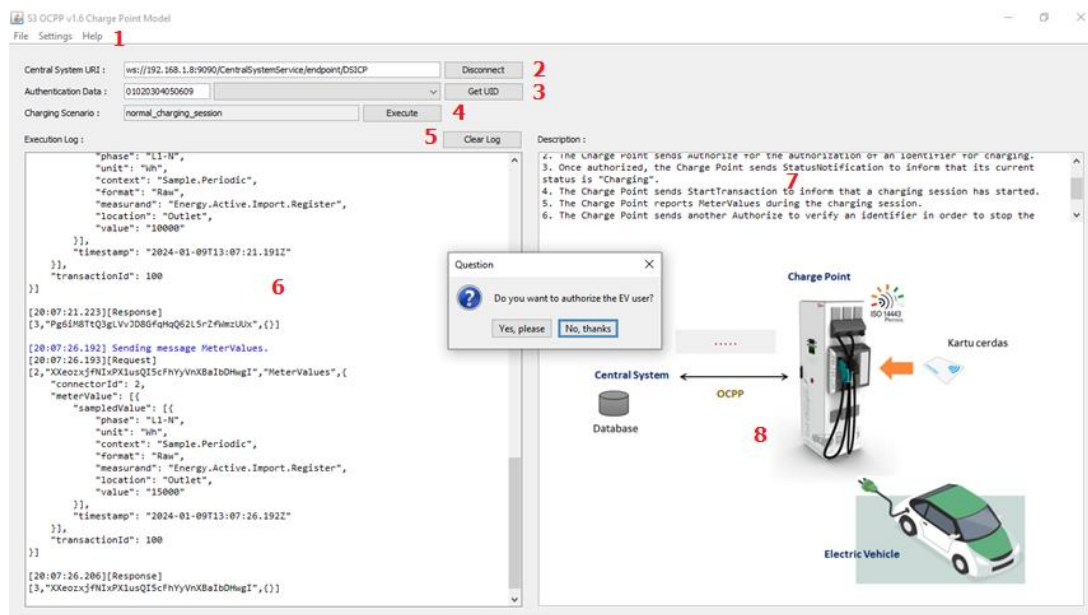 S3 OCPP v1.6 Charge Point Model
File Settings Help
1
Central System URI :
ws://192.168.1.8:9090/CentralSystemService/endpoint/DSICP
Disconnect
2
Authentication Data :
01020304050609
Get UID
3
Charging Scenario :
normal_charging_session
Execute
4
Execution Log :
5
Clear Log
Description :
"phase": "L1-N",
"unit": "Wh",
"context": "Sample.Periodic",
"format": "Raw",
"measurand": "Energy.Active.Import.Register",
"location": "Outlet",
"value": "10000"
}],
"timestamp": "2024-01-09T13:07:21.191Z"
}],
"transactionId": 100
}]
6
[20:07:21.223][Response]
[20:07:26.192] Sending message MeterValues.
[20:07:26.193][Request]
"connectorId": 2,
"meterValue": [{
"sampledValue": [{
"phase": "L1-N",
"unit": "Wh",
"context": "Sample.Periodic",
"format": "Raw",
"measurand": "Energy.Active.Import.Register",
"location": "Outlet",
"value": "15000"
}],
"timestamp": "2024-01-09T13:07:26.192Z"
}],
"transactionId": 100
}]
[20:07:26.206][Response]
2. The Charge Point sends Authorize for the authorization of an identifier for charging.
3. Once authorized, the Charge Point sends StatusNotification to inform that its current
status is "Charging".
7
4. The Charge Point sends StartTransaction to inform that a charging session has started.
5. The Charge Point reports MeterValues during the charging session.
6. The Charge Point sends another Authorize to verify an identifier in order to stop the
Question
Do you want to authorize the EV user?
Yes, please
No, thanks
Charge Point
ISO 14443
.....
Kartu cerdas
Central System
OCPP
Database
8
Electric Vehicle